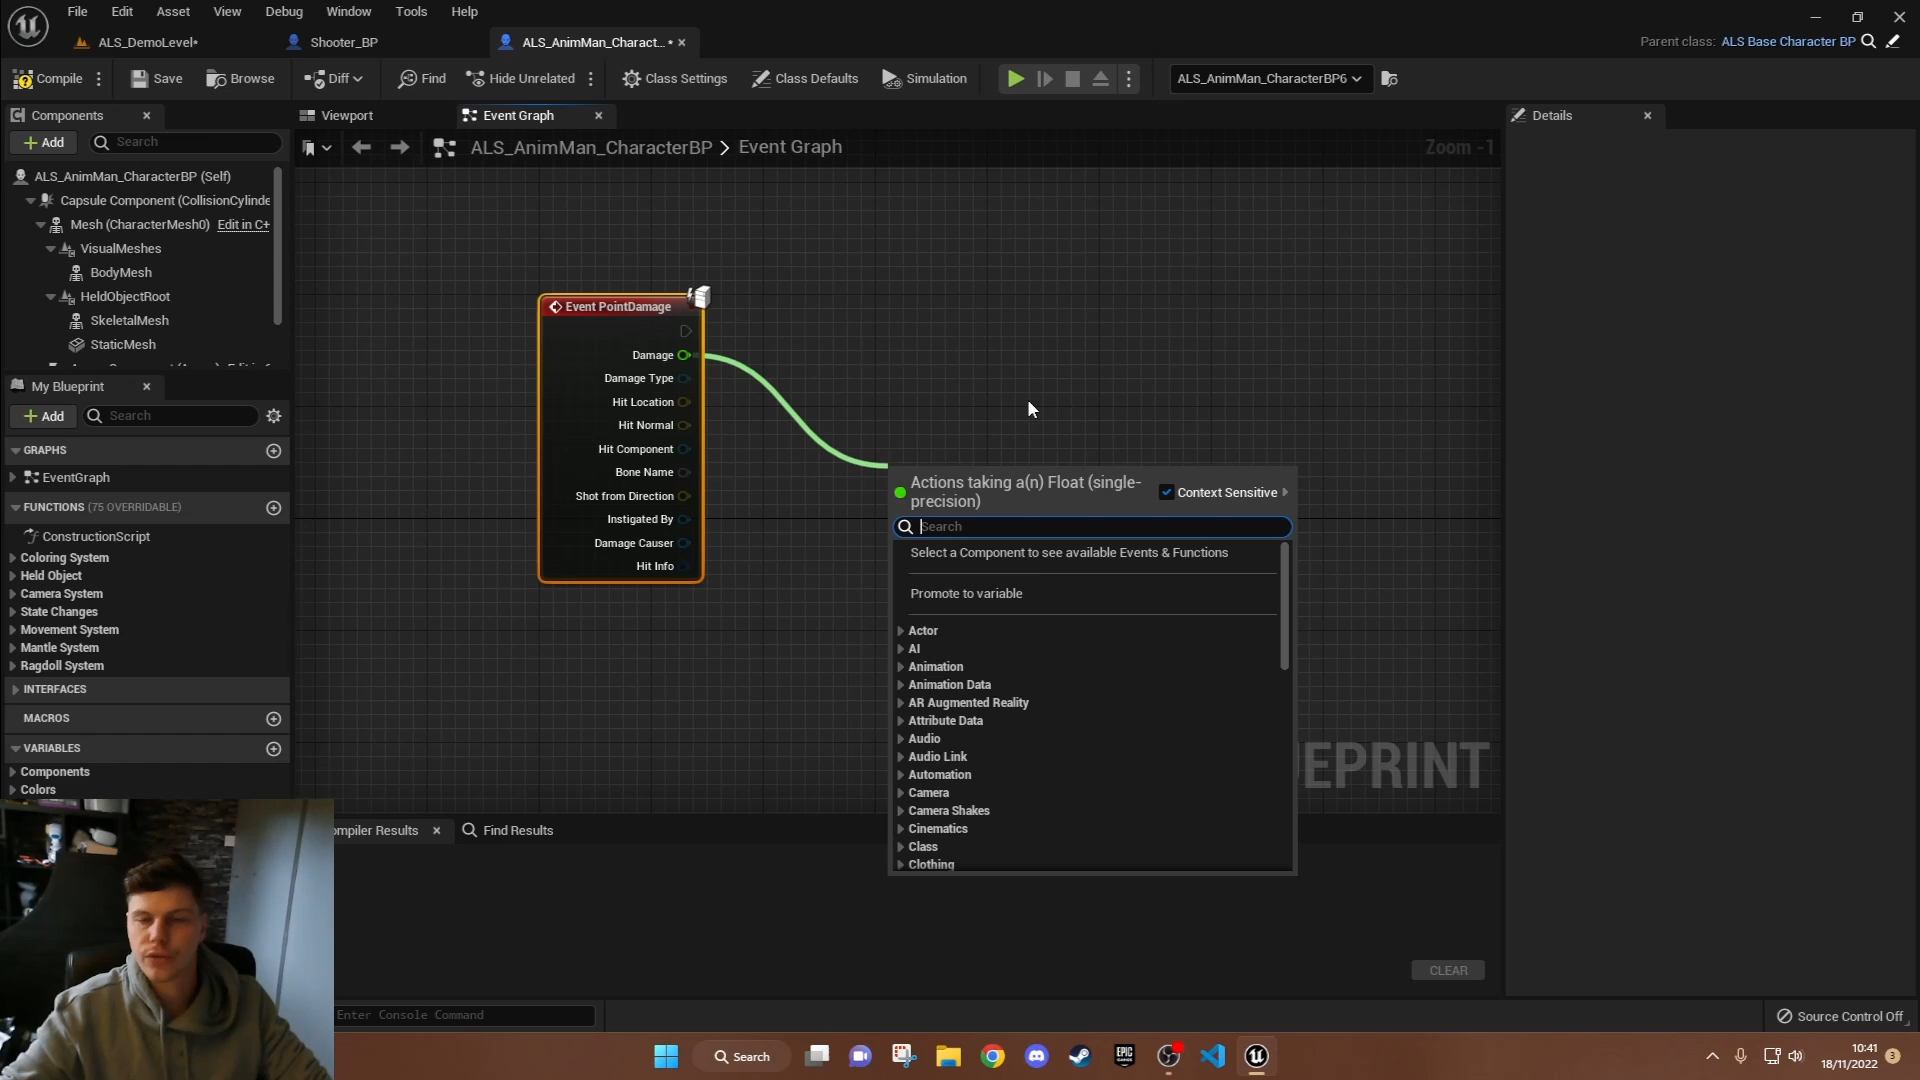 File Edit Asset View Debug Window Tools Help
ALS_DemoLevel* Shooter_BP ALS_AnimMan_Charact... *
Parent class: ALS Base Character BP
Compile Save Browse Diff Find Hide Unrelated Class Settings Class Defaults Simulation ALS_AnimMan_CharacterBP6
Components
Add Search
ALS_AnimMan_CharacterBP (Self)
Capsule Component (CollisionCylinde
Mesh (CharacterMesh0) Edit in C+
VisualMeshes
BodyMesh
HeldObjectRoot
SkeletalMesh
StaticMesh
My Blueprint
Add Search
GRAPHS
EventGraph
FUNCTIONS (75 OVERRIDABLE)
ConstructionScript
Coloring System
Held Object
Camera System
State Changes
Movement System
Mantle System
Ragdoll System
INTERFACES
MACROS
VARIABLES
Components
Colors
Viewport Event Graph
ALS_AnimMan_CharacterBP > Event Graph
Zoom -1
Event PointDamage
Damage
Damage Type
Hit Location
Hit Normal
Hit Component
Bone Name
Shot from Direction
Instigated By
Damage Causer
Hit Info
Actions taking a(n) Float (single-
precision)
Context Sensitive
Search
Select a Component to see available Events & Functions
Promote to variable
Actor
AI
Animation
Animation Data
AR Augmented Reality
Attribute Data
Audio
Audio Link
Automation
Camera
Camera Shakes
Cinematics
Class
Clothing
EPRINT
Details
ompiler Results Find Results
CLEAR
Enter Console Command
Source Control Off
Search
EPIC
GAMES
10:41
18/11/2022
3